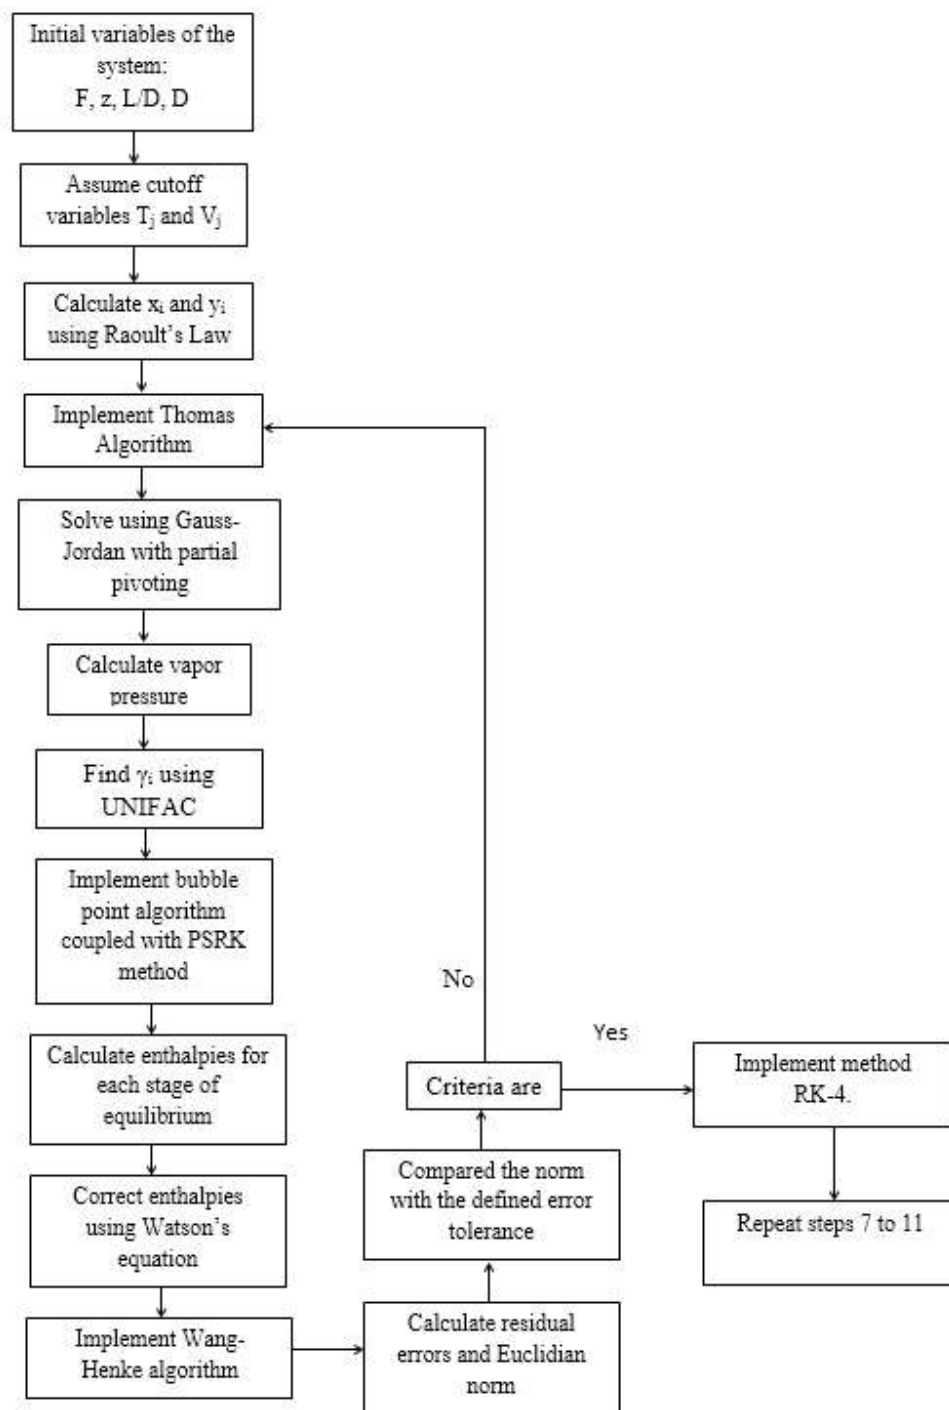 Initial variables of the
system:
F, z, L/D, D
Assume cutoff
variables Tj and Vj
Calculate xi and yi
using Raoult's Law
Implement Thomas
Algorithm
Solve using Gauss-
Jordan with partial
pivoting
Calculate vapor
pressure
Find γi using
UNIFAC
Implement bubble
point algorithm
coupled with PSRK
method
Calculate enthalpies for
each stage of
equilibrium
Correct enthalpies
using Watson's
equation
Implement Wang-
Henke algorithm
Calculate residual
errors and Euclidian
norm
Compared the norm
with the defined error
tolerance
Criteria are
No
Yes
Implement method
RK-4.
Repeat steps 7 to 11